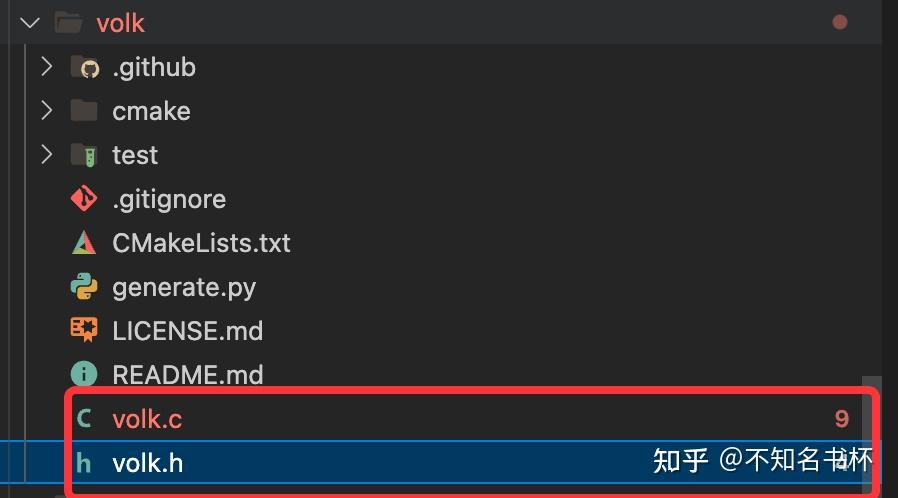 volk
.github
cmake
test
.gitignore
CMakeLists.txt
generate.py
LICENSE.md
README.md
volk.c 9
volk.h 4
知乎 @不知名书杯